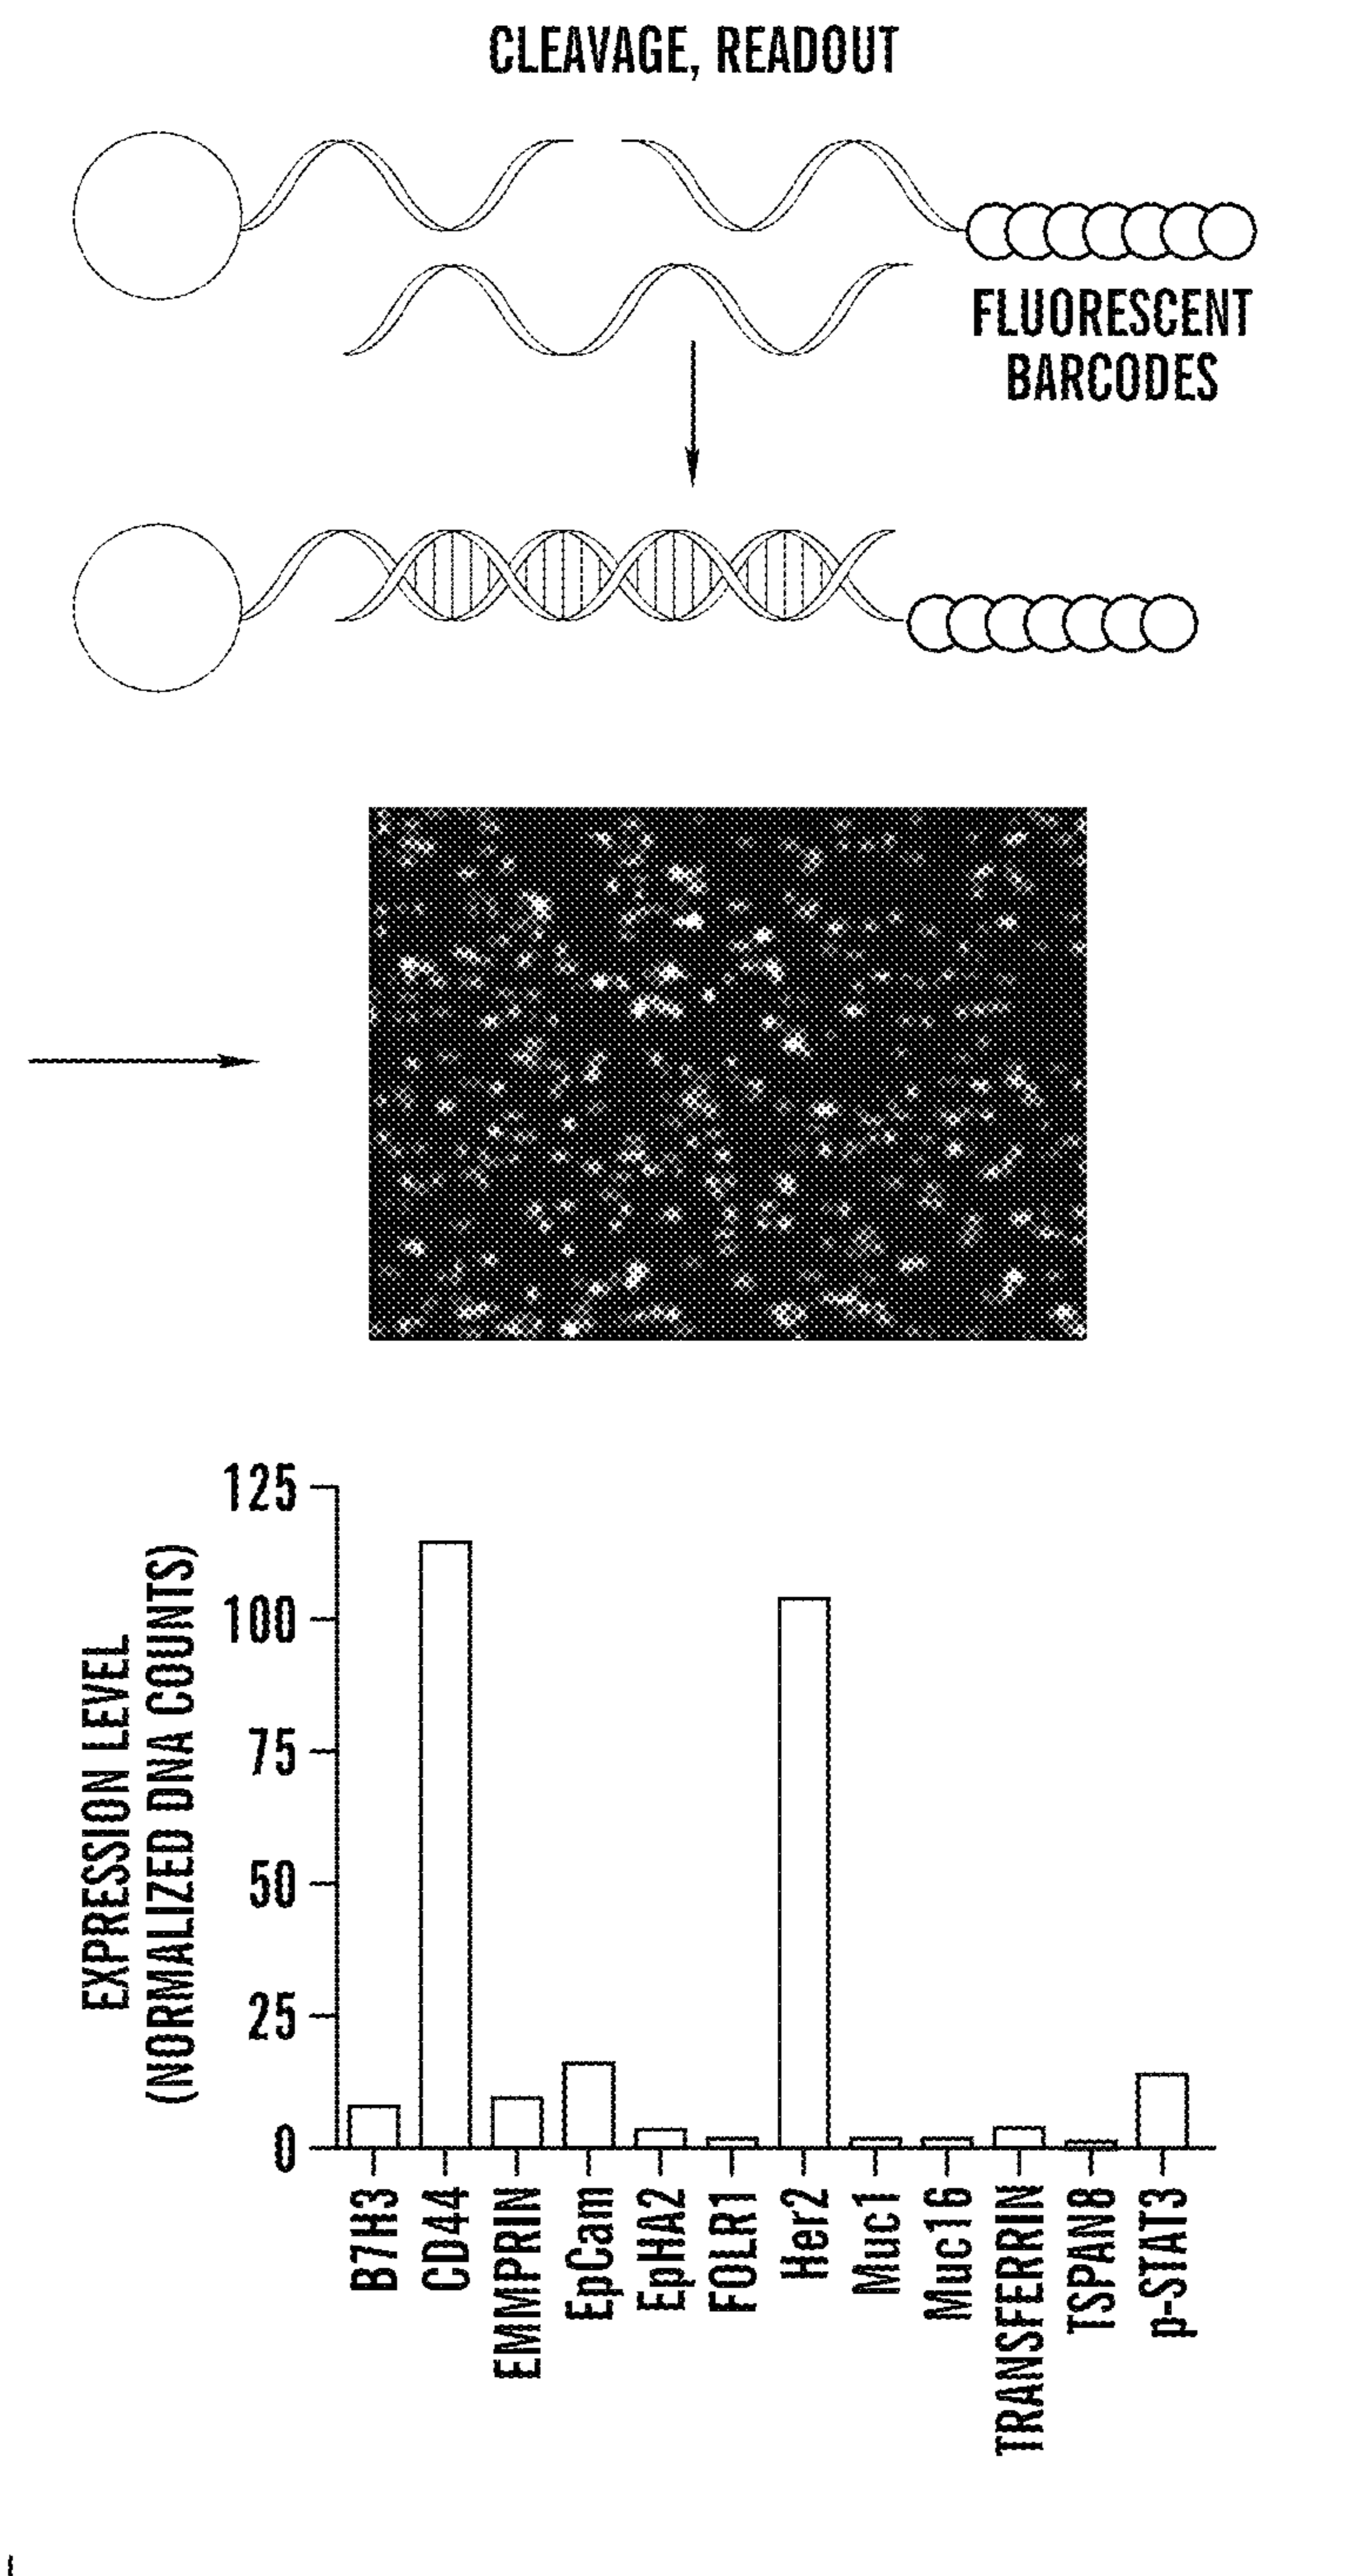 CLEAVAGE, READOUT
FLUORESCENT
BARCODES
EXPRESSION LEVEL
(NORMALIZED DNA COUNTS)
125
100
75
50
25
0
B7H3
CD44
EMMPRIN
EpCam
EpHA2
FOLR1
Her2
Muc1
Muc16
TRANSFERRIN
TSPAN8
p-STAT3